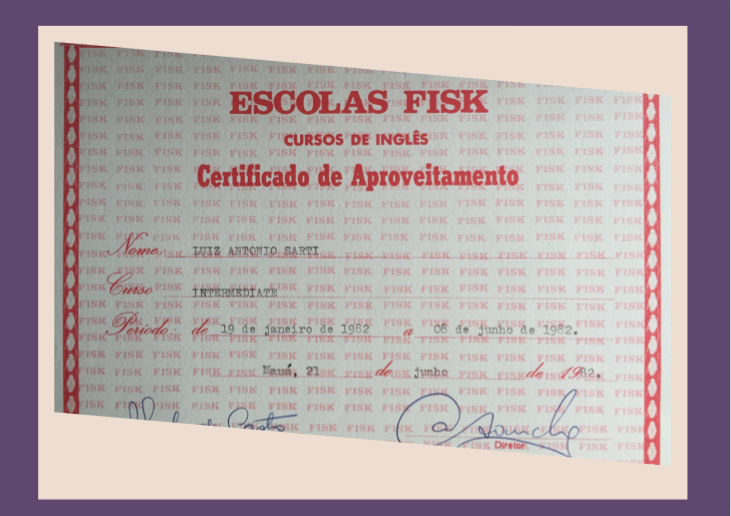 ESCOLAS FISK
CURSOS DE INGLÊS
Certificado de Aproveitamento
Nome: LUIZ ANTONIO SARTI
Curso INTERMEDIATE
Período: de 19 de janeiro de 1982 a 08 de junho de 1982.
Mauá, 21 de junho de 1982.
Diretor